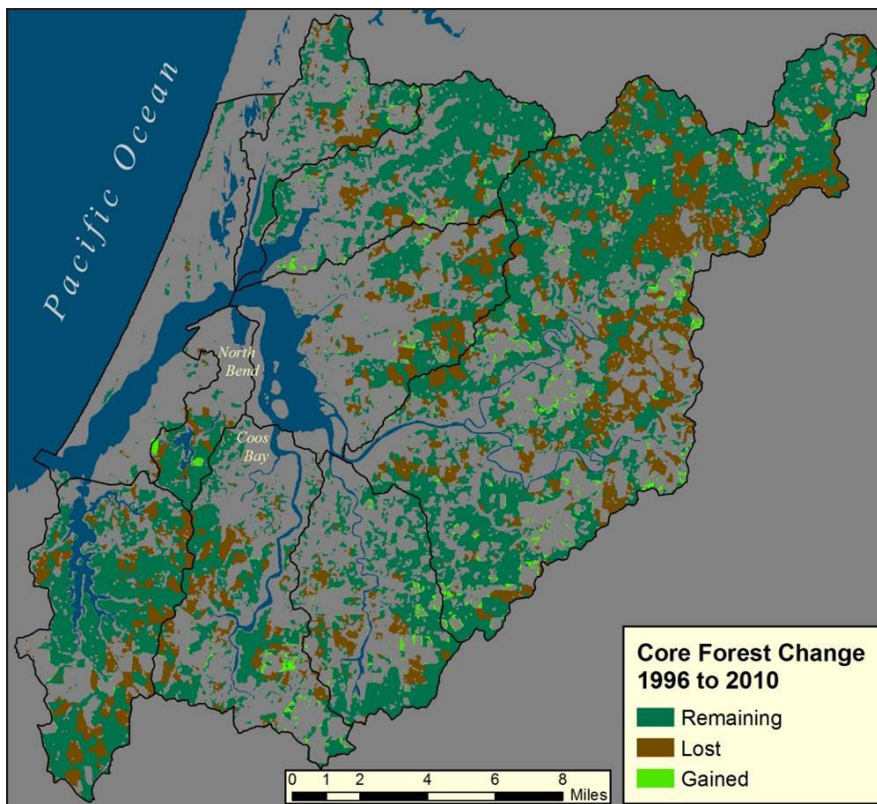 Pacific Ocean
North
Bend
Coos
Bay
Core Forest Change
1996 to 2010
Remaining
Lost
Gained
0 1 2 4 6 8
Miles